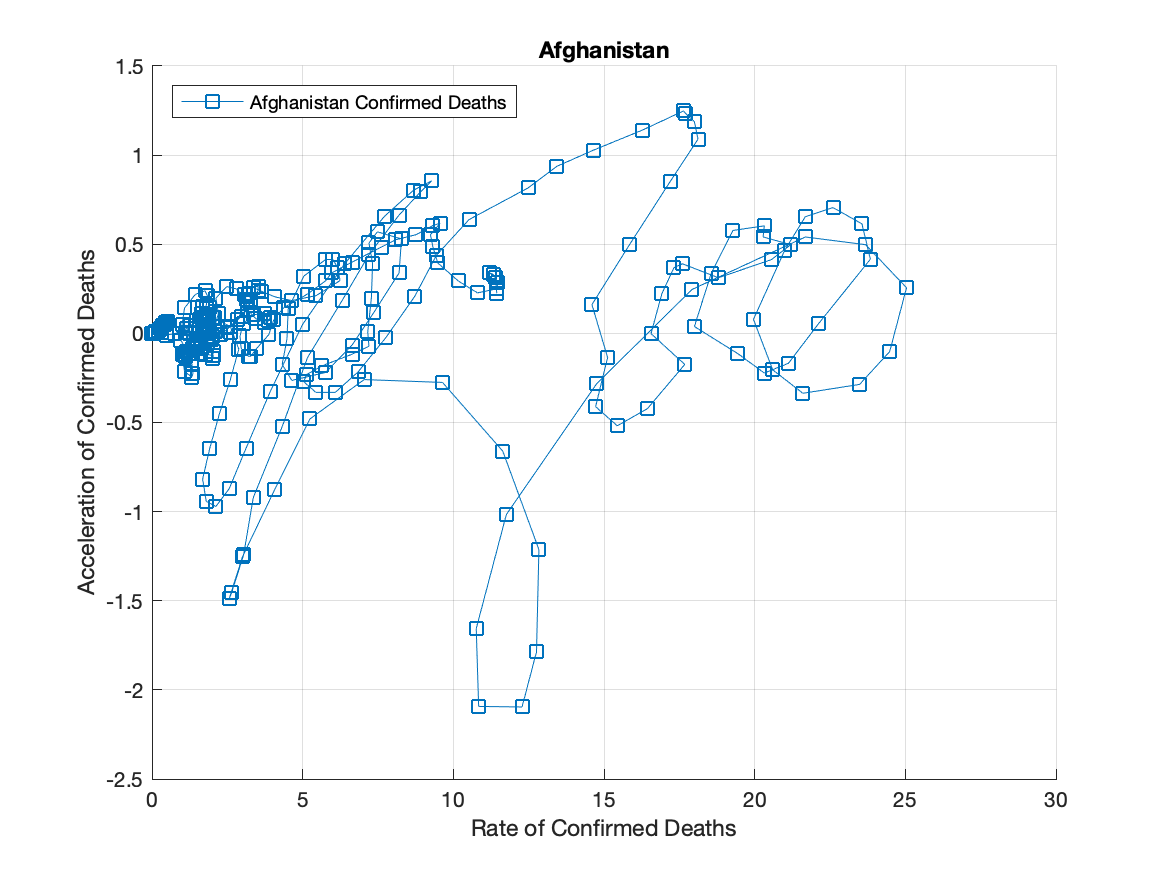 Afghanistan
Afghanistan Confirmed Deaths
Acceleration of Confirmed Deaths
1.5
1
0.5
0
-0.5
-1
-1.5
-2
-2.5
0 5 10 15 20 25 30
Rate of Confirmed Deaths